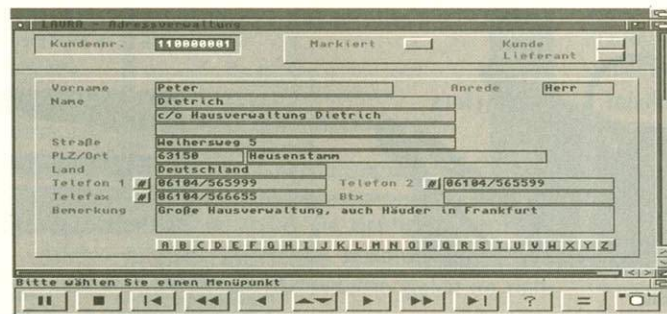 LAURA - Adressverwaltung
Kundennr. 110000001 Markiert Kunde
Lieferant
Vorname Peter Anrede Herr
Name Dietrich
c/o Hausverwaltung Dietrich
Straße Weihersweg 5
PLZ/Ort 63150 Heusenstamm
Land Deutschland
Telefon 1 # 06104/565999 Telefon 2 # 06104/565599
Telefax # 06104/566655 Btx
Bemerkung Große Hausverwaltung, auch Häuder in Frankfurt
A B C D E F G H I J K L M N O P Q R S T U V W X Y Z
Bitte wählen Sie einen Menüpunkt
? =